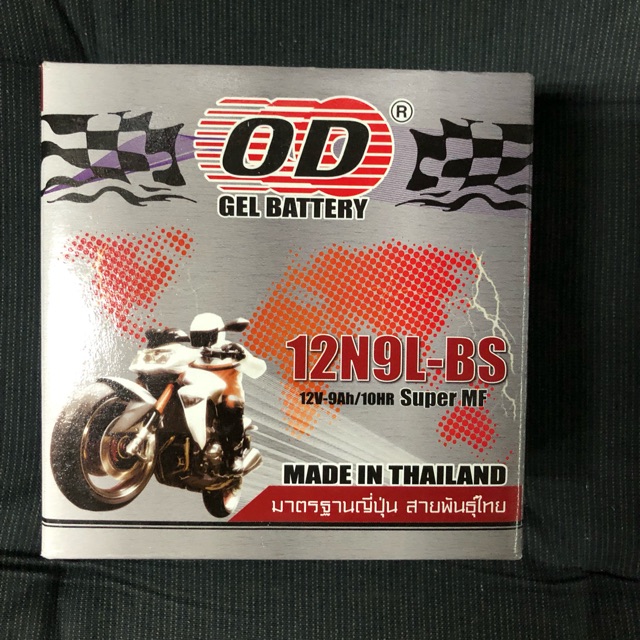 OD ®
GEL BATTERY
12N9L-BS
12V-9Ah/10HR Super MF
MADE IN THAILAND
มาตรฐานญี่ปุ่น สายพันธุ์ไทย